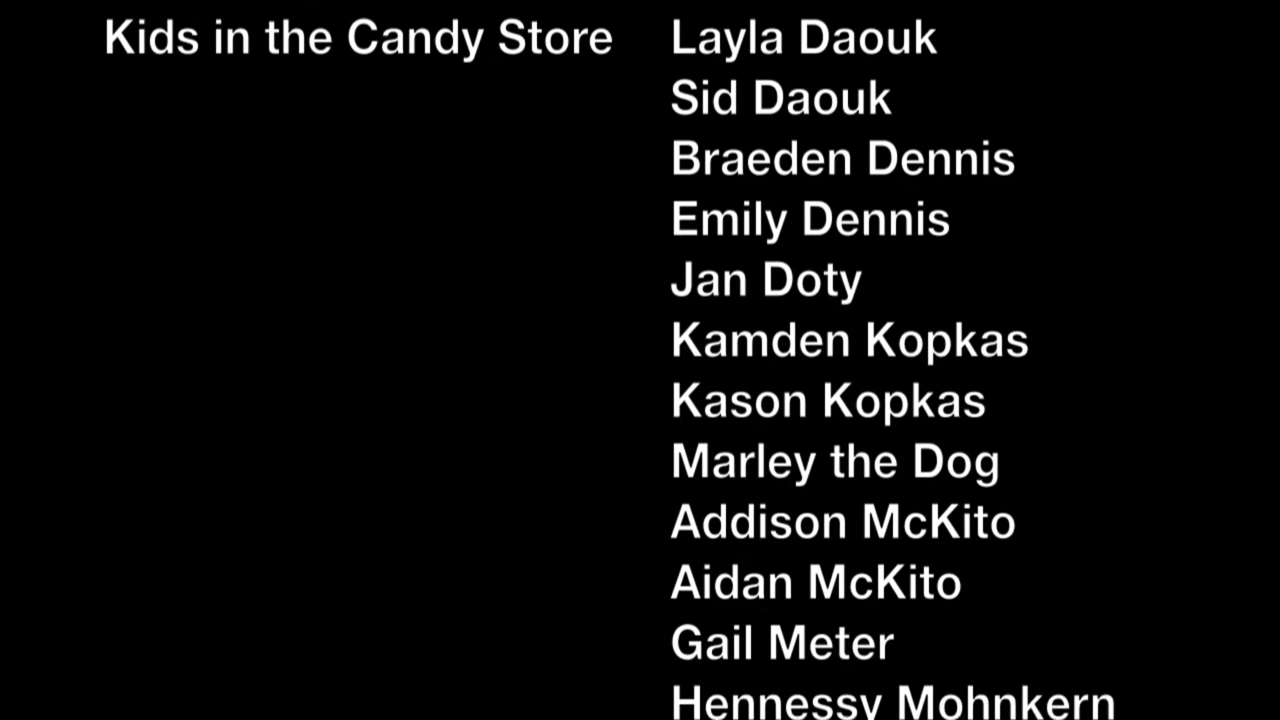 Kids in the Candy Store Layla Daouk
Sid Daouk
Braeden Dennis
Emily Dennis
Jan Doty
Kamden Kopkas
Kason Kopkas
Marley the Dog
Addison McKito
Aidan McKito
Gail Meter
Hennessy Mohnkern